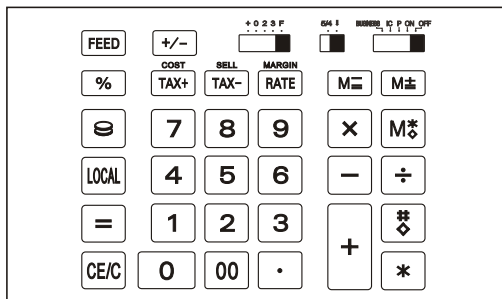 + 0 2 3 F 5/4 BUSINESS IC P ON OFF
FEED +/−
COST SELL MARGIN
% TAX+ TAX− RATE M= M±
7 8 9 × M*◇
LOCAL 4 5 6 − ÷
= 1 2 3 + #◇
CE/C 0 00 · *